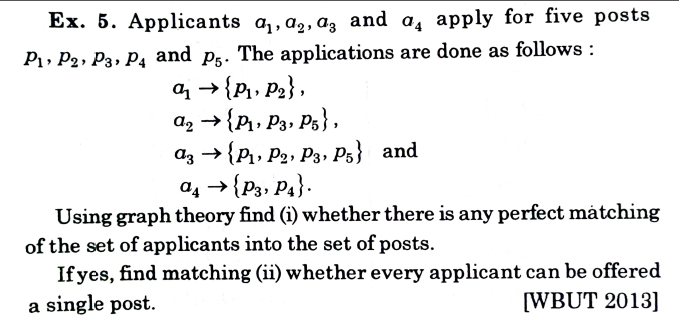 Ex. 5. Applicants a₁, a₂, a₃ and a₄ apply for five posts
p₁, p₂, p₃, p₄ and p₅. The applications are done as follows :
a₁ → {p₁, p₂},
a₂ → {p₁, p₃, p₅},
a₃ → {p₁, p₂, p₃, p₅} and
a₄ → {p₃, p₄}.
Using graph theory find (i) whether there is any perfect matching
of the set of applicants into the set of posts.
If yes, find matching (ii) whether every applicant can be offered
a single post. [WBUT 2013]